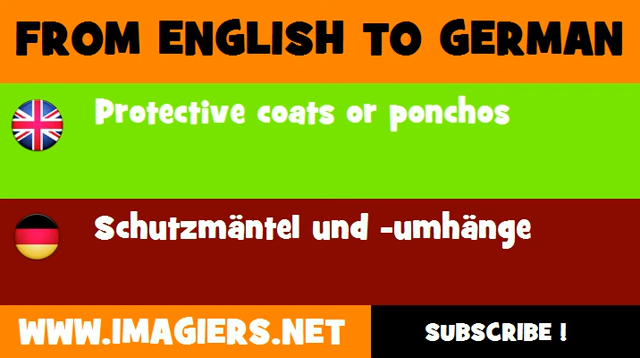 FROM ENGLISH TO GERMAN
Protective coats or ponchos
Schutzmäntel und -umhänge
WWW.IMAGIERS.NET
SUBSCRIBE !